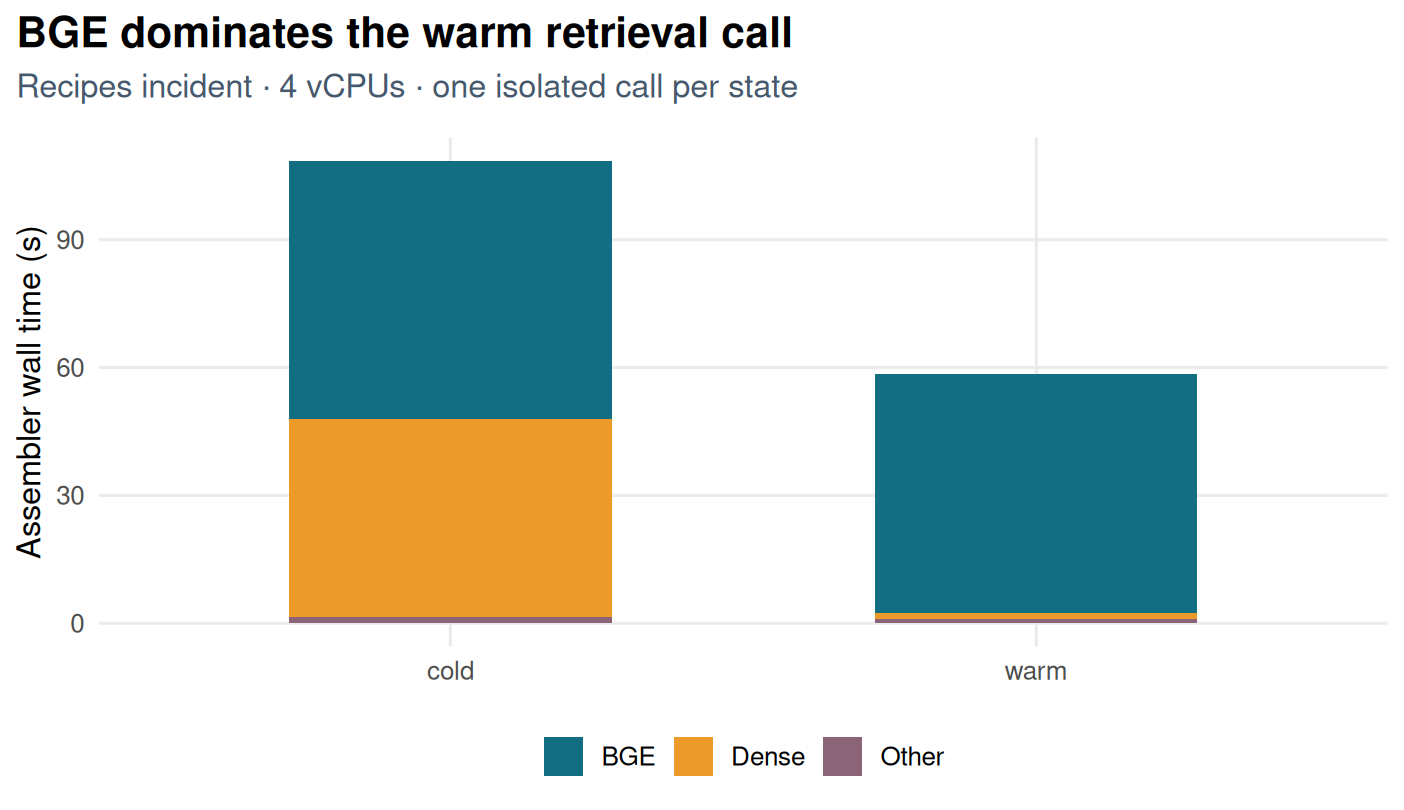 BGE dominates the warm retrieval call
Recipes incident · 4 vCPUs · one isolated call per state
Assembler wall time (s)
90
60
30
0
cold
warm
BGE
Dense
Other